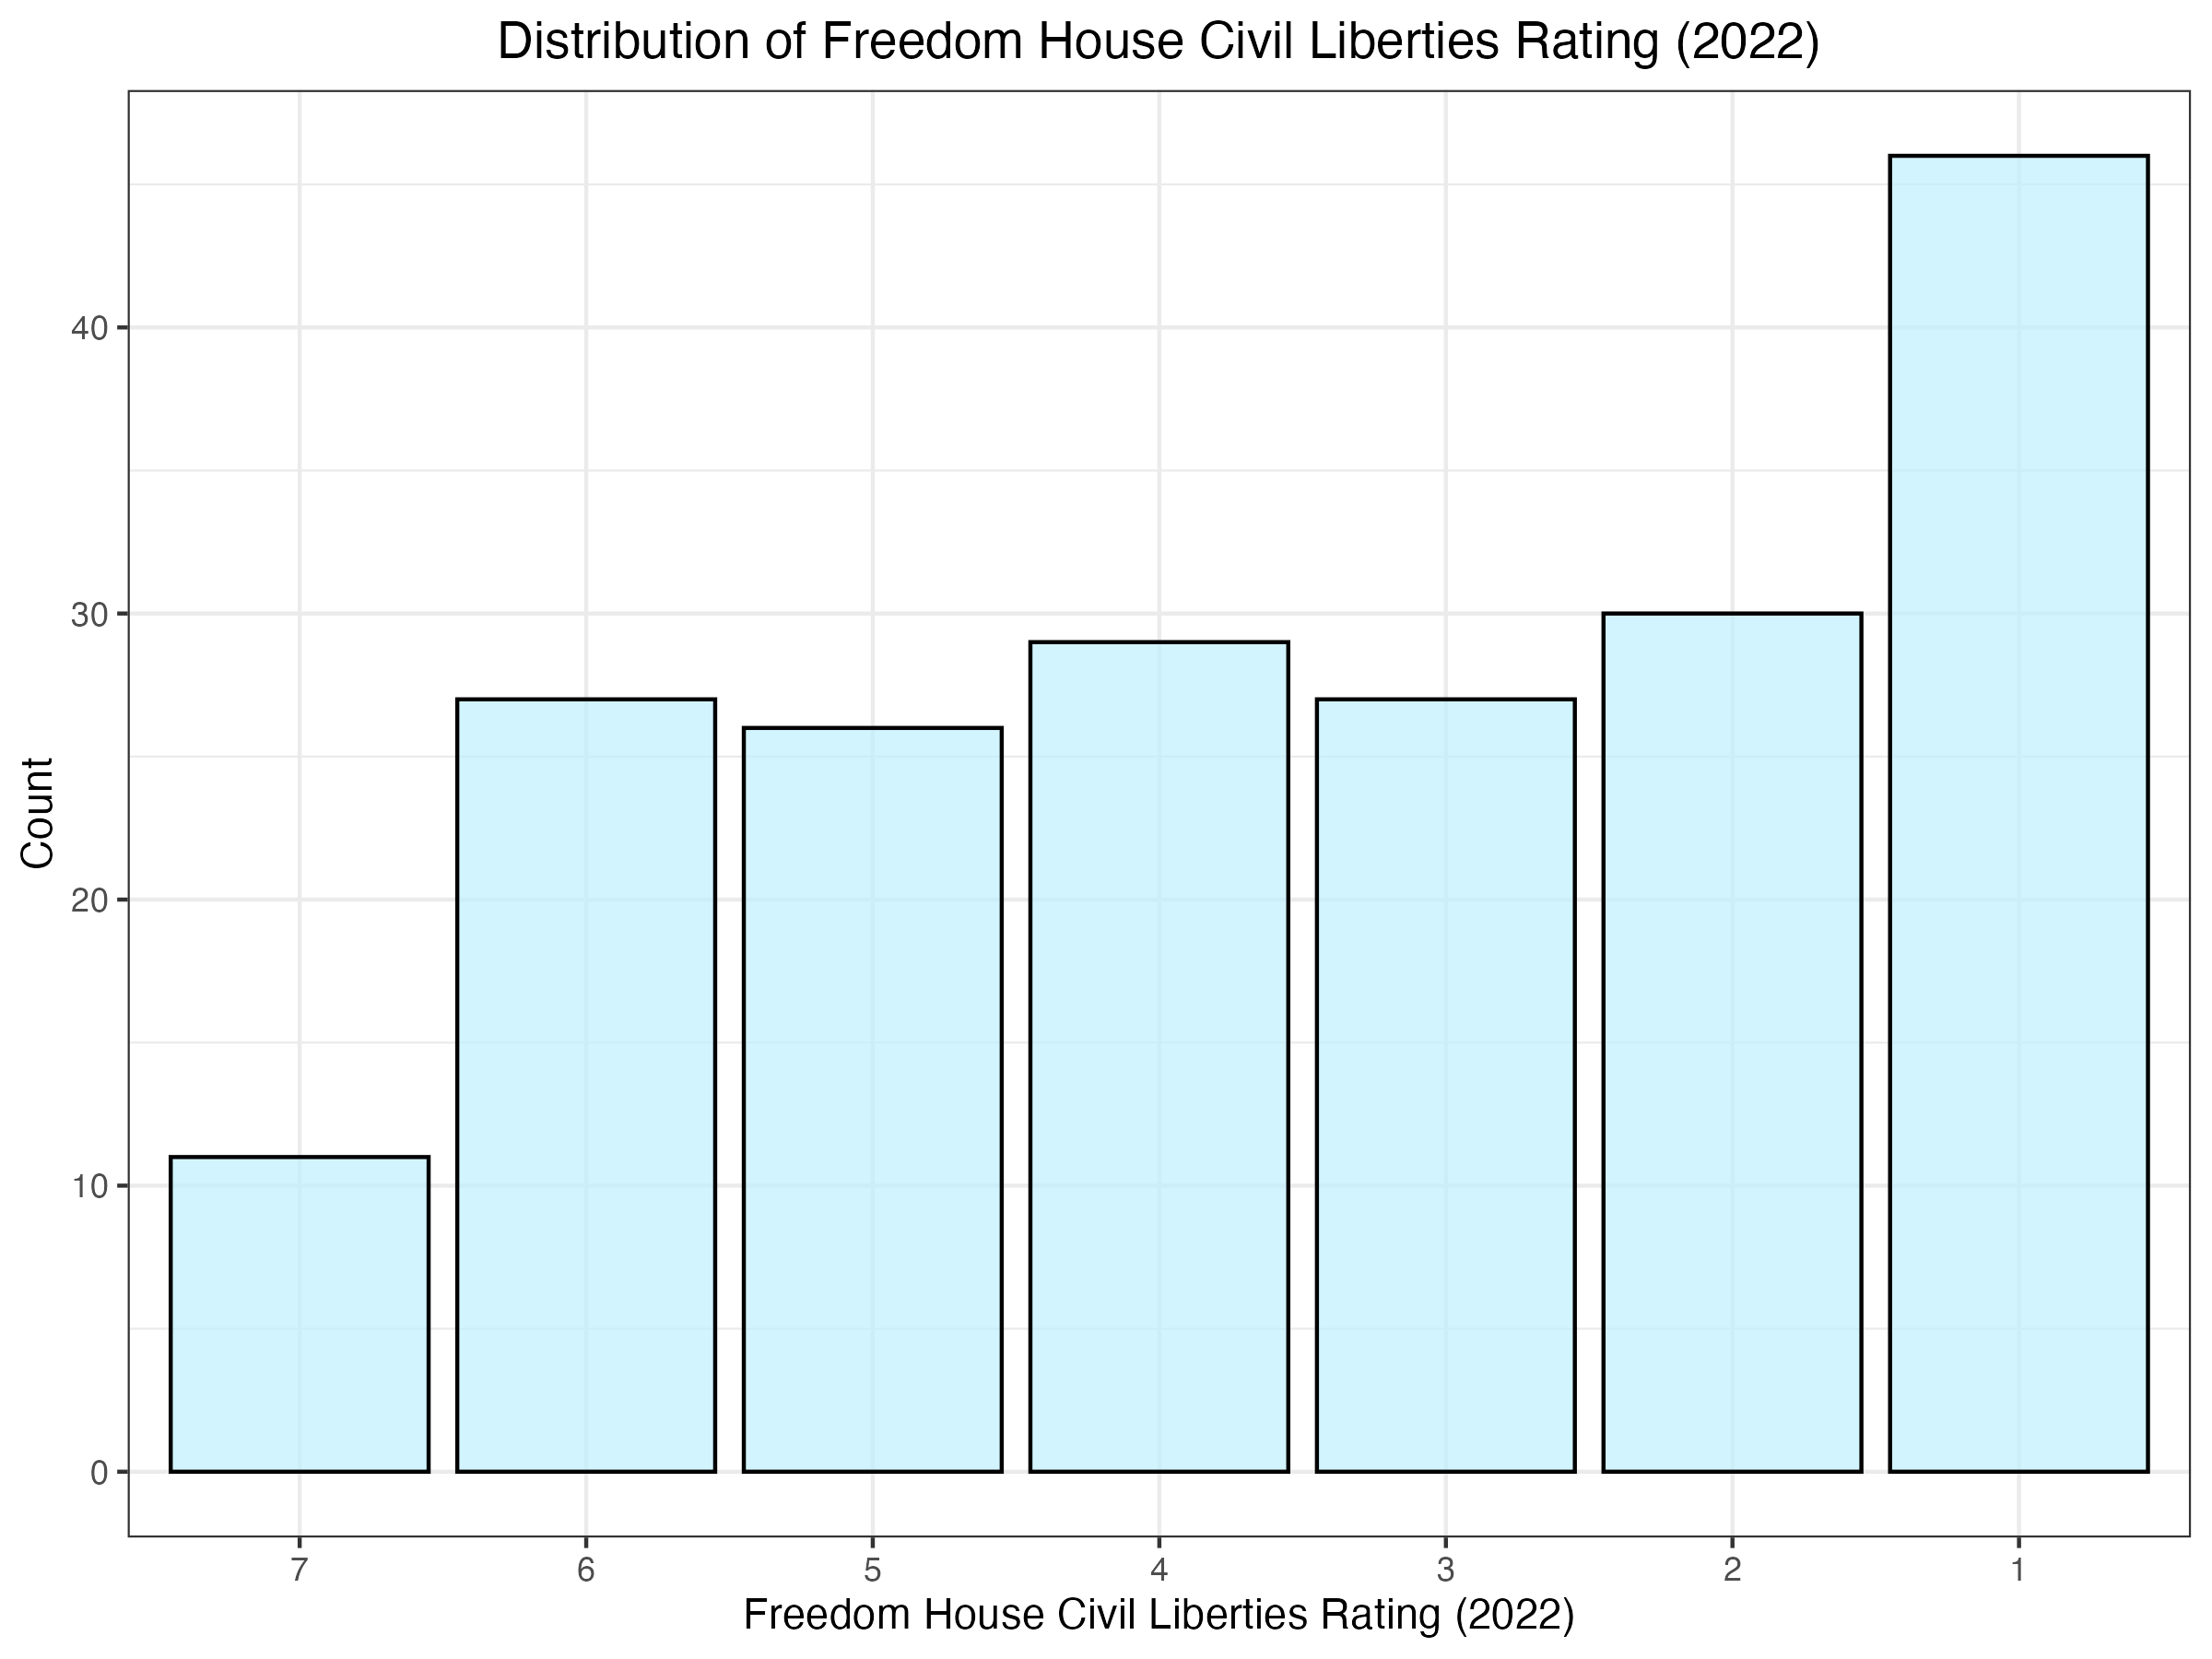 Distribution of Freedom House Civil Liberties Rating (2022)
Count
40
30
20
10
0
7 6 5 4 3 2 1
Freedom House Civil Liberties Rating (2022)